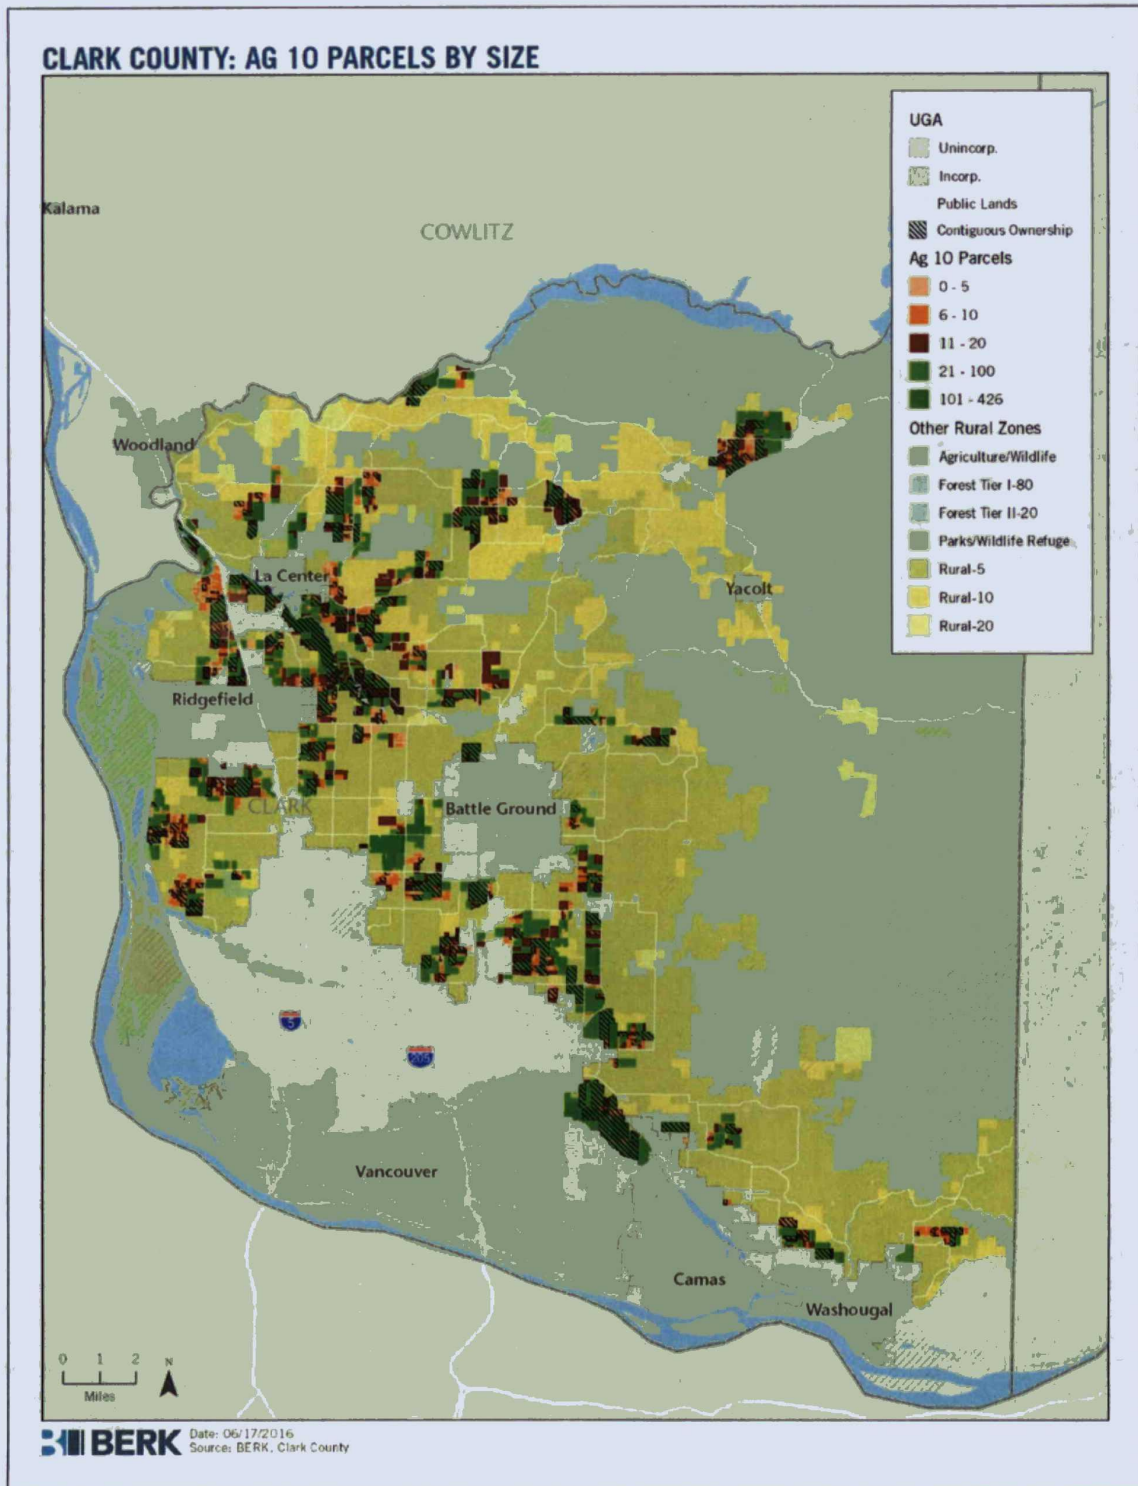 CLARK COUNTY: AG 10 PARCELS BY SIZE
UGA
Unincorp.
Incorp.
Public Lands
Contiguous Ownership
Ag 10 Parcels
0 - 5
6 - 10
11 - 20
21 - 100
101 - 426
Other Rural Zones
Agriculture/Wildlife
Forest Tier I-80
Forest Tier II-20
Parks/Wildlife Refuge
Rural-5
Rural-10
Rural-20
Kalama
COWLITZ
Woodland
La Center
Yacolt
Ridgefield
CLARK
Battle Ground
5
205
Vancouver
Camas
Washougal
0 1 2 N
Miles
BERK
Date: 06/17/2016
Source: BERK, Clark County